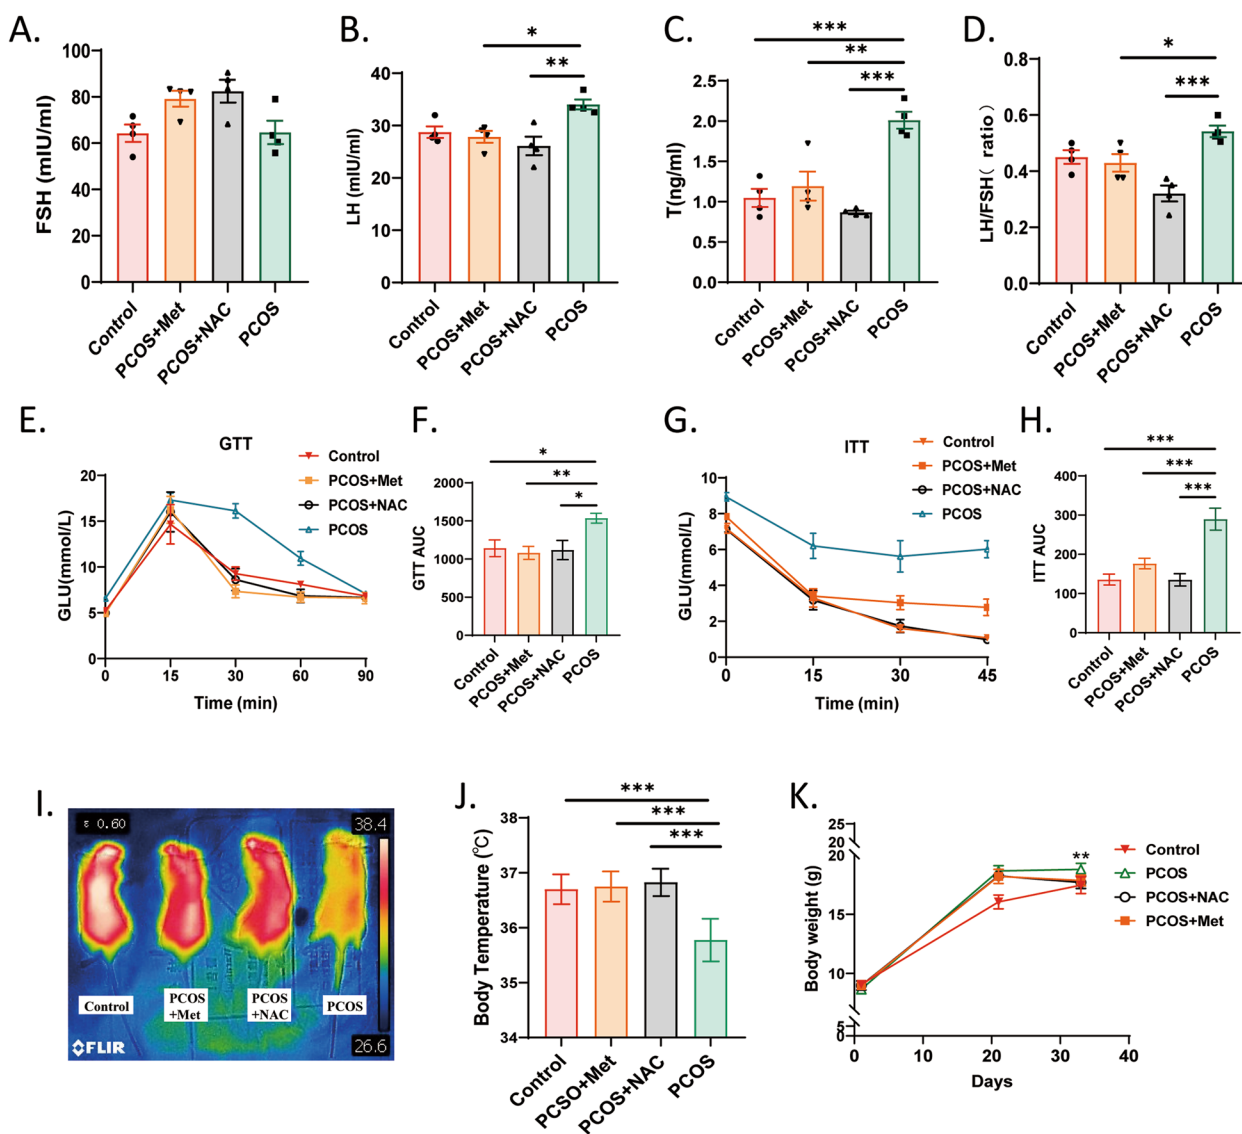 A.
FSH (mIU/ml)
100
80
60
40
20
0
Control
PCOS+Met
PCOS+NAC
PCOS
B.
*
**
LH (mIU/ml)
40
30
20
10
0
Control
PCOS+Met
PCOS+NAC
PCOS
C.
***
**
***
T(ng/ml)
2.5
2.0
1.5
1.0
0.5
0.0
Control
PCOS+Met
PCOS+NAC
PCOS
D.
*
***
LH/FSH( ratio)
0.8
0.6
0.4
0.2
0.0
Control
PCOS+Met
PCOS+NAC
PCOS
E.
GTT
Control
PCOS+Met
PCOS+NAC
PCOS
GLU(mmol/L)
20
15
10
5
0
0 15 30 60 90
Time (min)
F.
*
**
*
GTT AUC
2000
1500
1000
500
0
Control
PCOS+Met
PCOS+NAC
PCOS
G.
ITT
Control
PCOS+Met
PCOS+NAC
PCOS
GLU(mmol/L)
10
8
6
4
2
0
0 15 30 45
Time (min)
H.
***
***
***
ITT AUC
400
300
200
100
0
Control
PCOS+Met
PCOS+NAC
PCOS
I.
ε 0.60
38.4
Control
PCOS
+Met
PCOS
+NAC
PCOS
FLIR
26.6
J.
***
***
***
Body Temperature (℃)
38
37
36
35
34
Control
PCSO+Met
PCOS+NAC
PCOS
K.
Body weight (g)
25
20
20
15
10
5
0
**
Control
PCOS
PCOS+NAC
PCOS+Met
0 10 20 30 40
Days